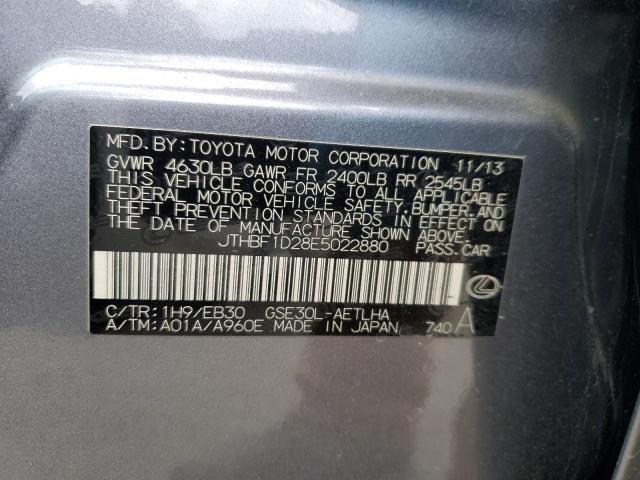 MFD. BY: TOYOTA MOTOR CORPORATION 11/13
GVWR 4630LB GAWR FR 2400LB RR 2545LB
THIS VEHICLE CONFORMS TO ALL APPLICABLE
FEDERAL MOTOR VEHICLE SAFETY, BUMPER, AND
THEFT PREVENTION STANDARDS IN EFFECT ON
THE DATE OF MANUFACTURE SHOWN ABOVE.
JTHBF1D28E5022880 PASS.CAR
C/TR: 1H9/EB30 GSE30L-AETLHA
A/TM: A01A/A960E MADE IN JAPAN 740 A